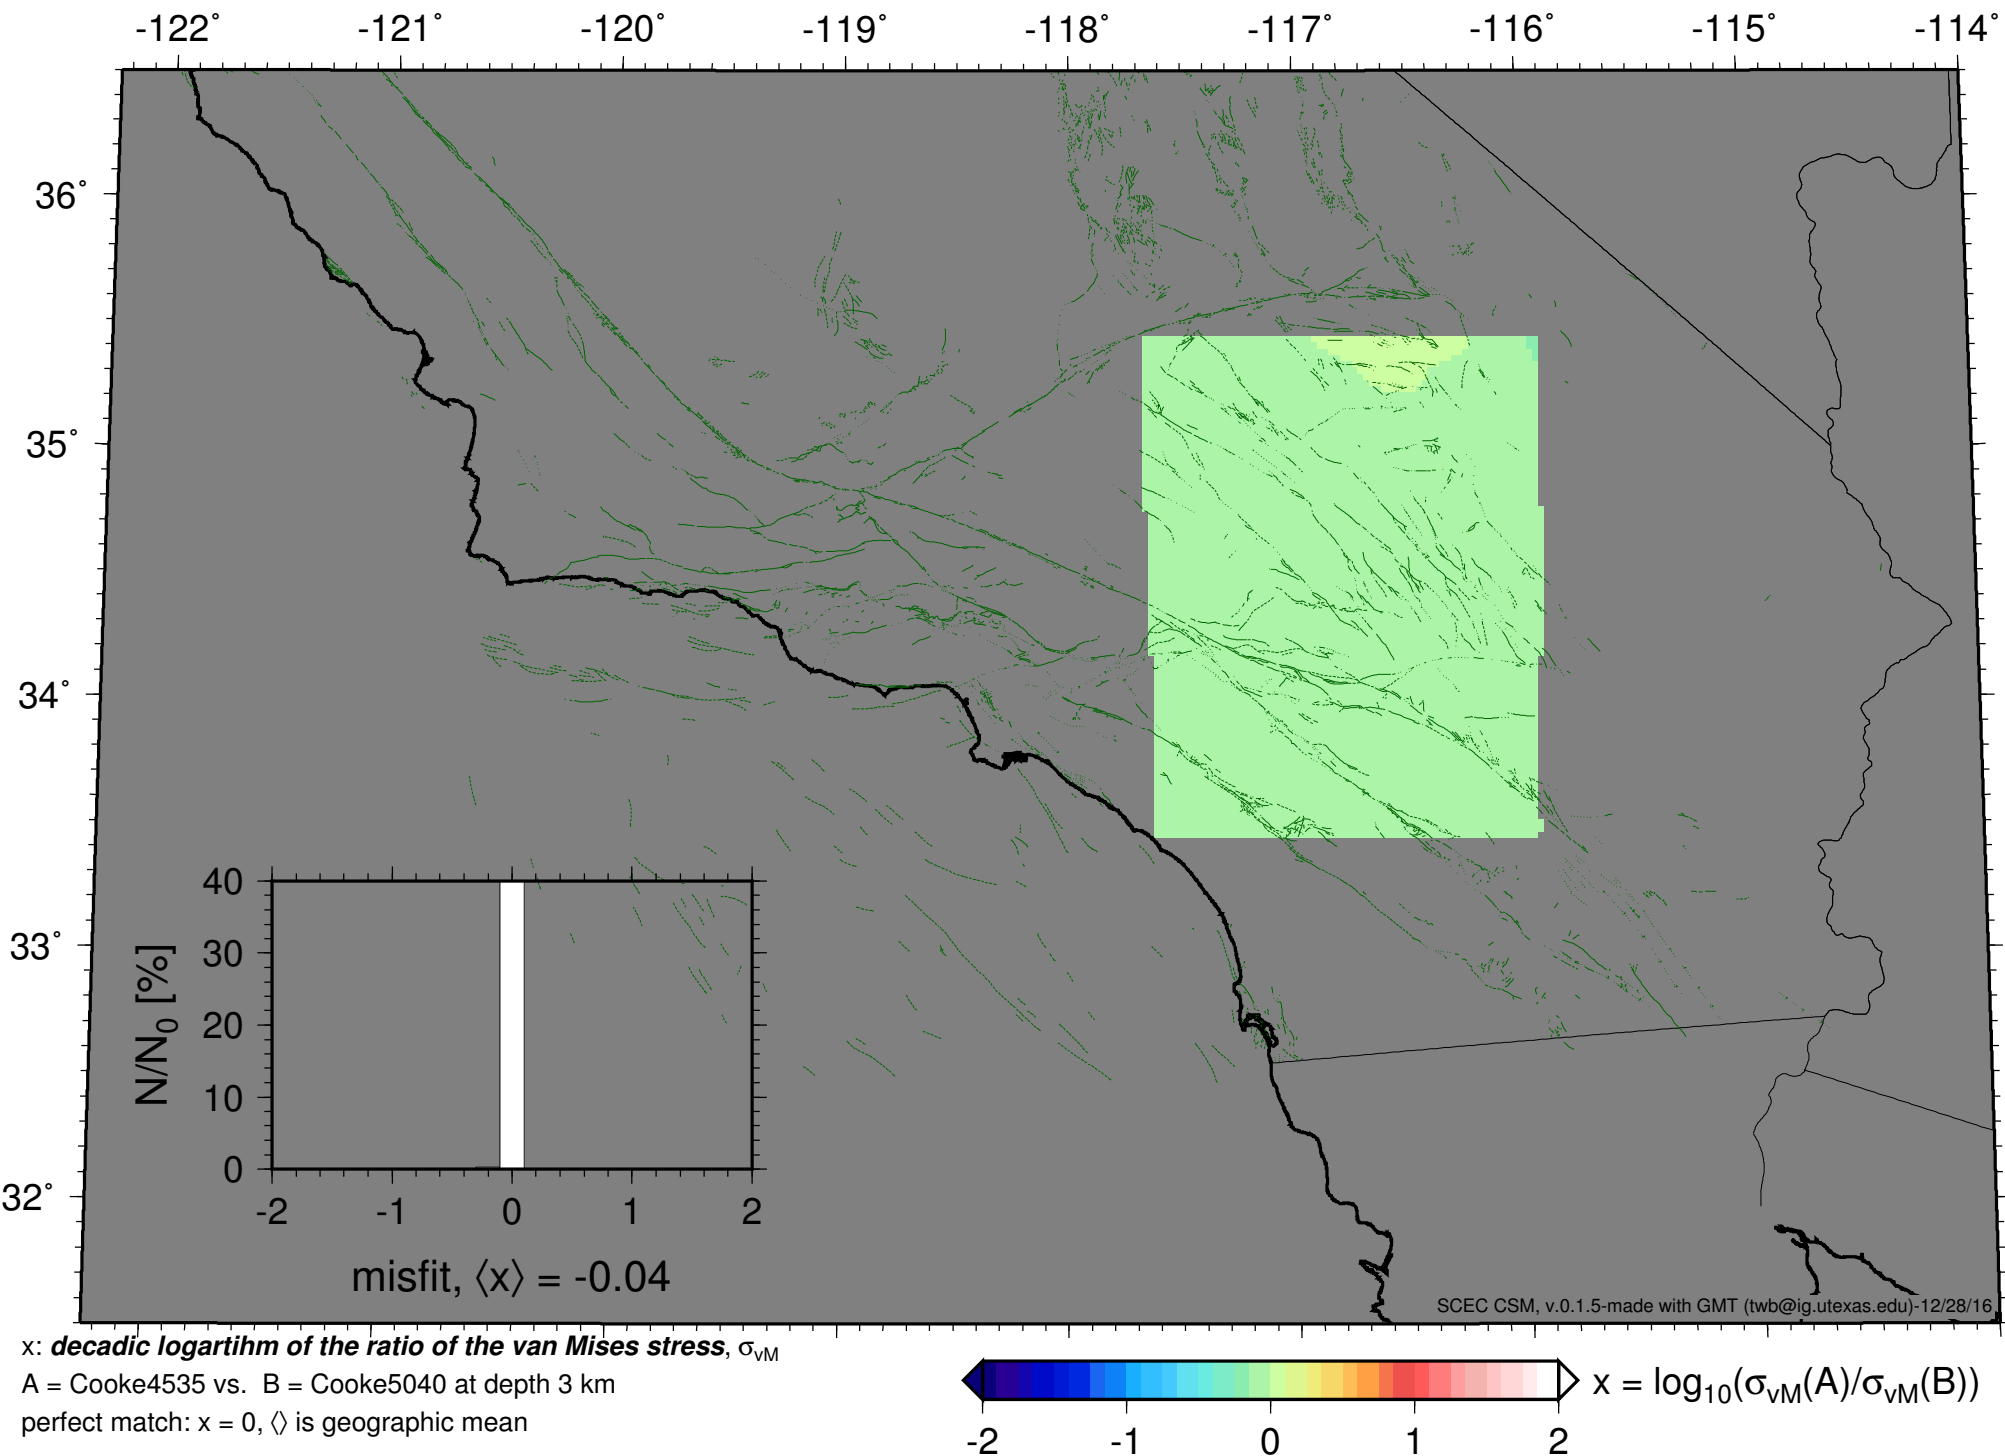 -122° -121° -120° -119° -118° -117° -116° -115° -114°
36°
35°
34°
33°
32°
40
30
20
10
0
N/N0 [%]
-2 -1 0 1 2
misfit, ⟨x⟩ = -0.04
SCEC CSM, v.0.1.5-made with GMT (twb@ig.utexas.edu)-12/28/16
x: decadic logartihm of the ratio of the van Mises stress, σvM
A = Cooke4535 vs. B = Cooke5040 at depth 3 km
perfect match: x = 0, ⟨⟩ is geographic mean
x = log10(σvM(A)/σvM(B))
-2 -1 0 1 2